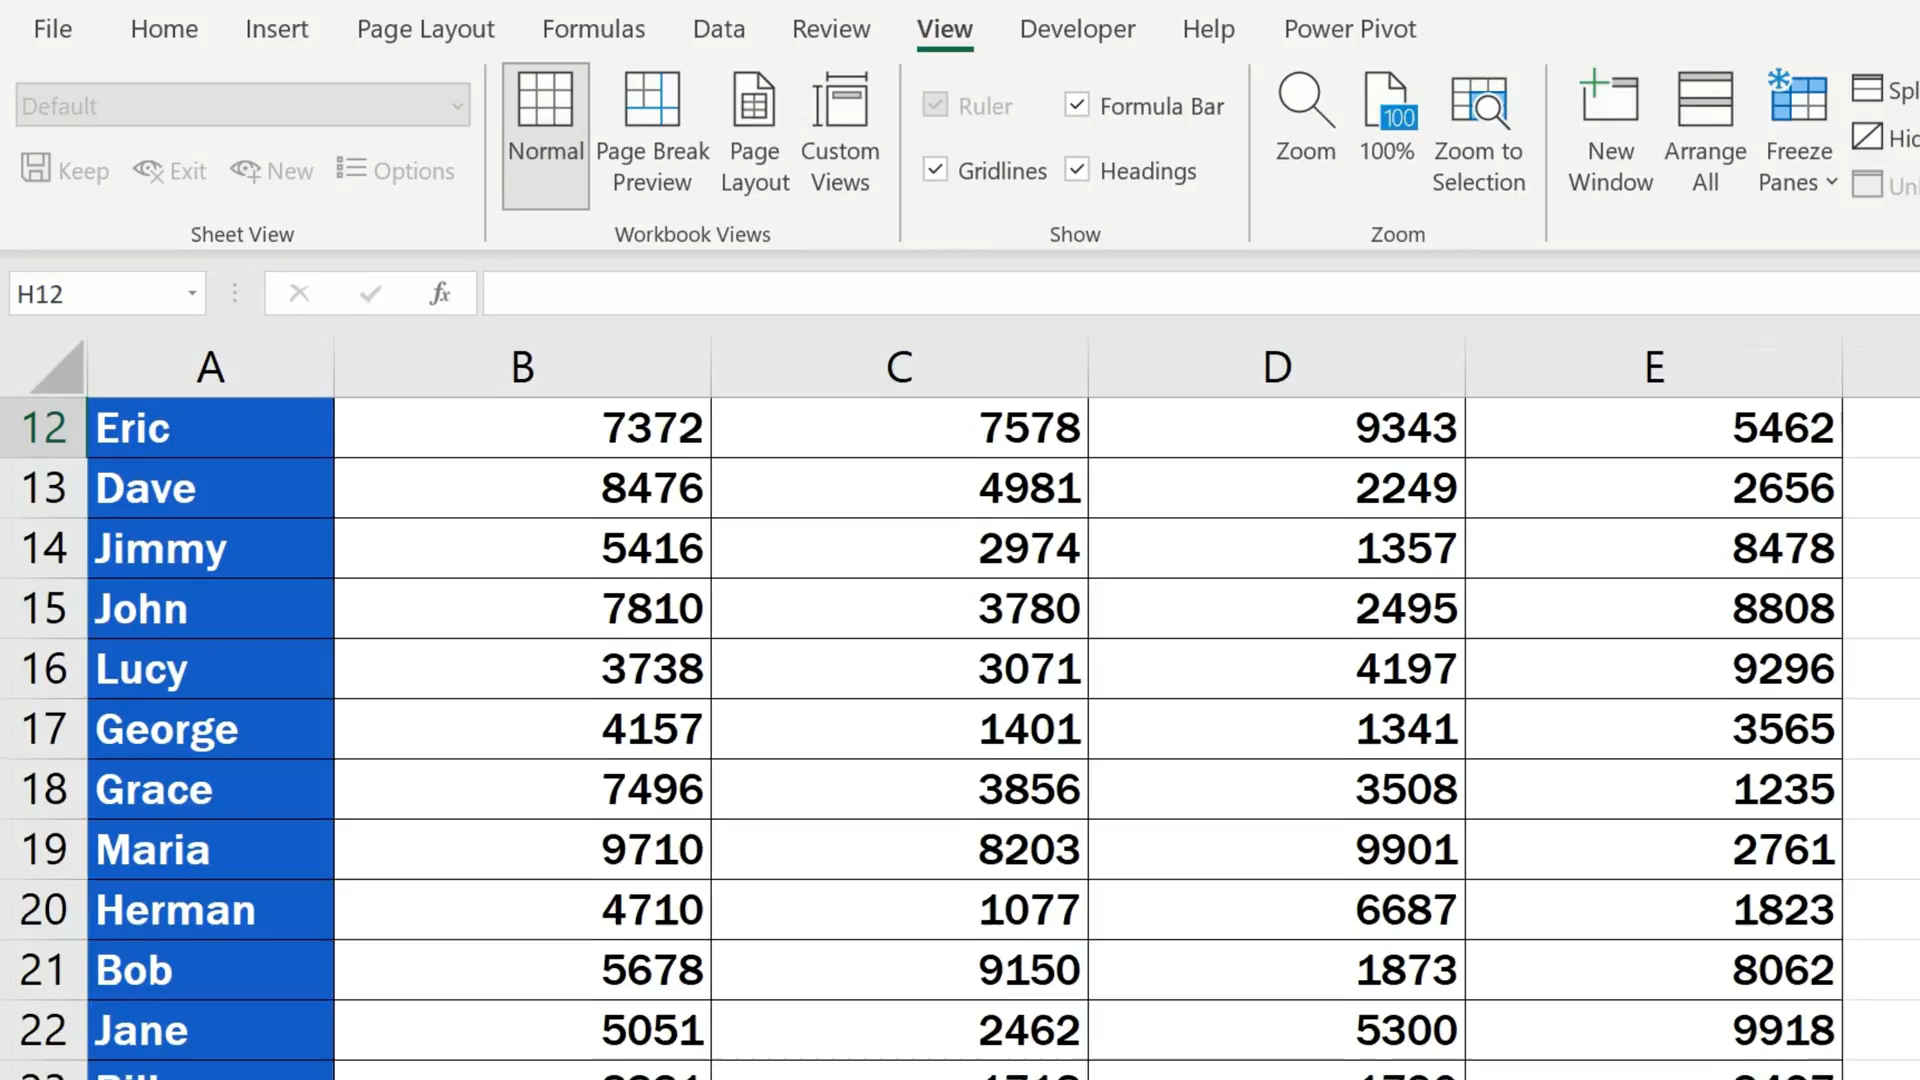 File Home Insert Page Layout Formulas Data Review View Developer Help Power Pivot
Default
Keep Exit New Options
Sheet View
Normal Page Break Preview Page Layout Custom Views
Workbook Views
Ruler Formula Bar
Gridlines Headings
Show
Zoom 100 100% Zoom to Selection
Zoom
New Window Arrange All Freeze Panes
H12 fx
A B C D E
12 Eric 7372 7578 9343 5462
13 Dave 8476 4981 2249 2656
14 Jimmy 5416 2974 1357 8478
15 John 7810 3780 2495 8808
16 Lucy 3738 3071 4197 9296
17 George 4157 1401 1341 3565
18 Grace 7496 3856 3508 1235
19 Maria 9710 8203 9901 2761
20 Herman 4710 1077 6687 1823
21 Bob 5678 9150 1873 8062
22 Jane 5051 2462 5300 9918